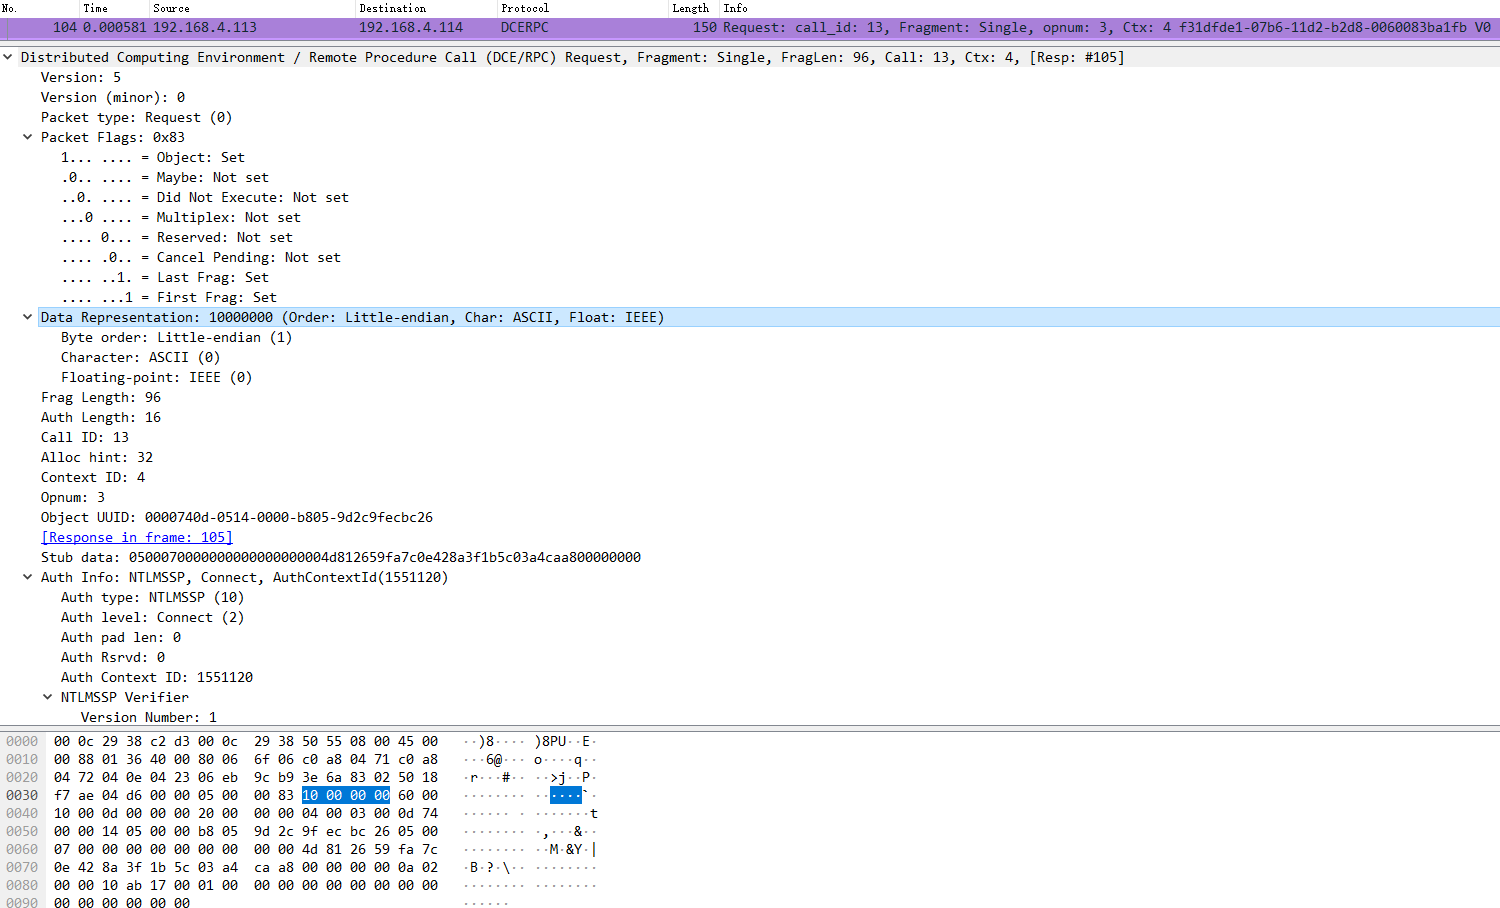 No. Time Source Destination Protocol Length Info
104 0.000581 192.168.4.113 192.168.4.114 DCERPC 150 Request: call_id: 13, Fragment: Single, opnum: 3, Ctx: 4 f31dfde1-07b6-11d2-b2d8-0060083ba1fb V0
Distributed Computing Environment / Remote Procedure Call (DCE/RPC) Request, Fragment: Single, FragLen: 96, Call: 13, Ctx: 4, [Resp: #105]
Version: 5
Version (minor): 0
Packet type: Request (0)
Packet Flags: 0x83
1... .... = Object: Set
.0.. .... = Maybe: Not set
..0. .... = Did Not Execute: Not set
...0 .... = Multiplex: Not set
.... 0... = Reserved: Not set
.... .0.. = Cancel Pending: Not set
.... ..1. = Last Frag: Set
.... ...1 = First Frag: Set
Data Representation: 10000000 (Order: Little-endian, Char: ASCII, Float: IEEE)
Byte order: Little-endian (1)
Character: ASCII (0)
Floating-point: IEEE (0)
Frag Length: 96
Auth Length: 16
Call ID: 13
Alloc hint: 32
Context ID: 4
Opnum: 3
Object UUID: 0000740d-0514-0000-b805-9d2c9fecbc26
[Response in frame: 105]
Stub data: 0500070000000000000000004d812659fa7c0e428a3f1b5c03a4caa800000000
Auth Info: NTLMSSP, Connect, AuthContextId(1551120)
Auth type: NTLMSSP (10)
Auth level: Connect (2)
Auth pad len: 0
Auth Rsrvd: 0
Auth Context ID: 1551120
NTLMSSP Verifier
Version Number: 1
0000 00 0c 29 38 c2 d3 00 0c 29 38 50 55 08 00 45 00 ··)8···· )8PU··E·
0010 00 88 01 36 40 00 80 06 6f 06 c0 a8 04 71 c0 a8 ···6@··· o····q··
0020 04 72 04 0e 04 23 06 eb 9c b9 3e 6a 83 02 50 18 ·r···#·· ··>j··P·
0030 f7 ae 04 d6 00 00 05 00 00 83 10 00 00 00 60 00 ········ ······`·
0040 10 00 0d 00 00 00 20 00 00 00 04 00 03 00 0d 74 ······ · ·······t
0050 00 00 14 05 00 00 b8 05 9d 2c 9f ec bc 26 05 00 ········ ·,···&··
0060 07 00 00 00 00 00 00 00 00 00 4d 81 26 59 fa 7c ········ ··M·&Y·|
0070 0e 42 8a 3f 1b 5c 03 a4 ca a8 00 00 00 00 0a 02 ·B·?·\·· ········
0080 00 00 10 ab 17 00 01 00 00 00 00 00 00 00 00 00 ········ ········
0090 00 00 00 00 00 00 ······